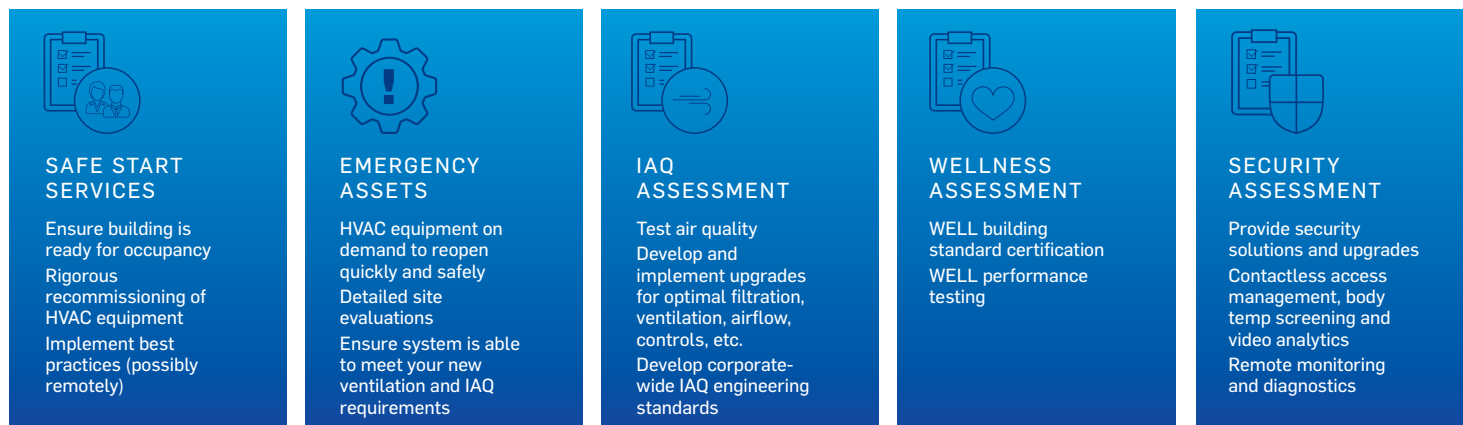 SAFE START
SERVICES
Ensure building is
ready for occupancy
Rigorous
recommissioning of
HVAC equipment
Implement best
practices (possibly
remotely)
EMERGENCY
ASSETS
HVAC equipment on
demand to reopen
quickly and safely
Detailed site
evaluations
Ensure system is able
to meet your new
ventilation and IAQ
requirements
IAQ
ASSESSMENT
Test air quality
Develop and
implement upgrades
for optimal filtration,
ventilation, airflow,
controls, etc.
Develop corporate-
wide IAQ engineering
standards
WELLNESS
ASSESSMENT
WELL building
standard certification
WELL performance
testing
SECURITY
ASSESSMENT
Provide security
solutions and upgrades
Contactless access
management, body
temp screening and
video analytics
Remote monitoring
and diagnostics